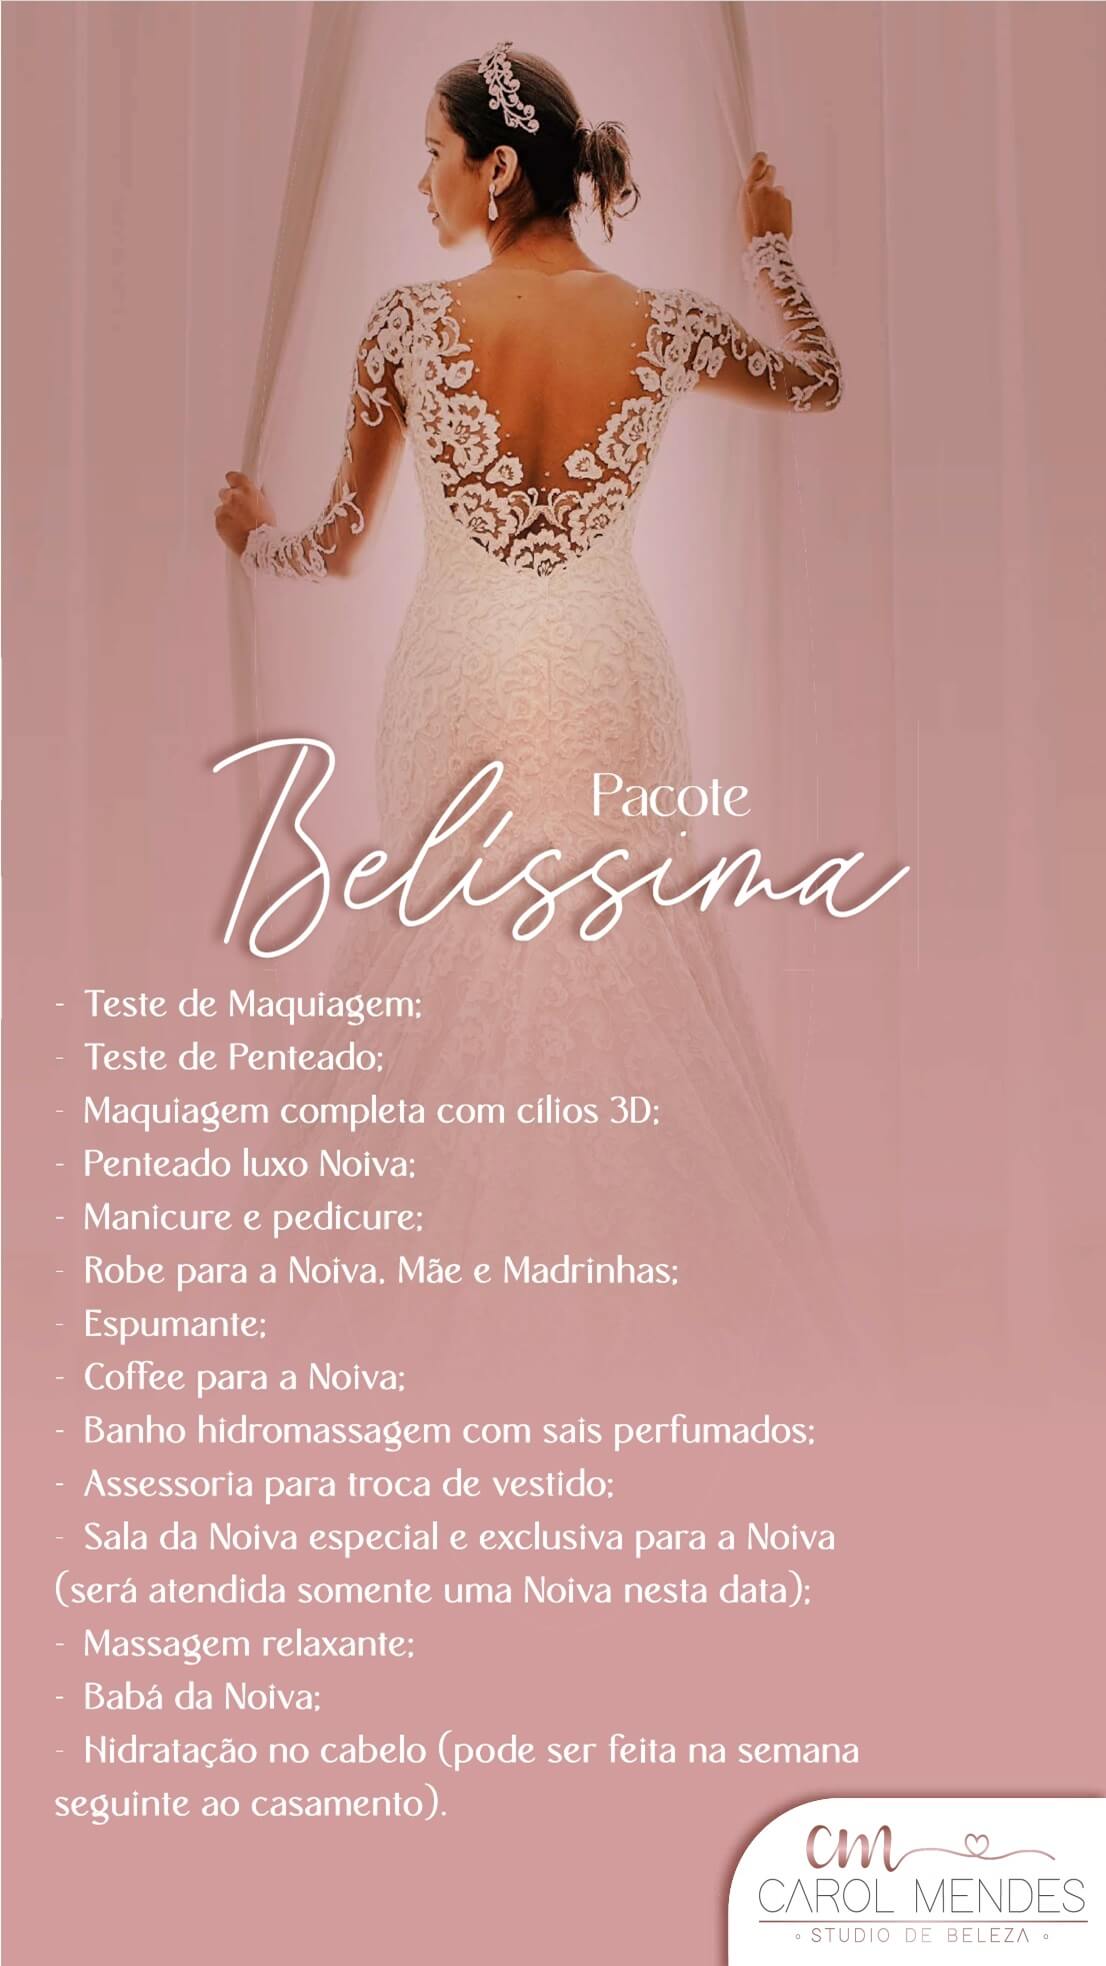 Pacote
Belíssima
- Teste de Maquiagem;
- Teste de Penteado;
- Maquiagem completa com cílios 3D;
- Penteado luxo Noiva;
- Manicure e pedicure;
- Robe para a Noiva, Mãe e Madrinhas;
- Espumante;
- Coffee para a Noiva;
- Banho hidromassagem com sais perfumados;
- Assessoria para troca de vestido;
- Sala da Noiva especial e exclusiva para a Noiva
(será atendida somente uma Noiva nesta data);
- Massagem relaxante;
- Babá da Noiva;
- Hidratação no cabelo (pode ser feita na semana
seguinte ao casamento).
cm
CAROL MENDES
STUDIO DE BELEZA